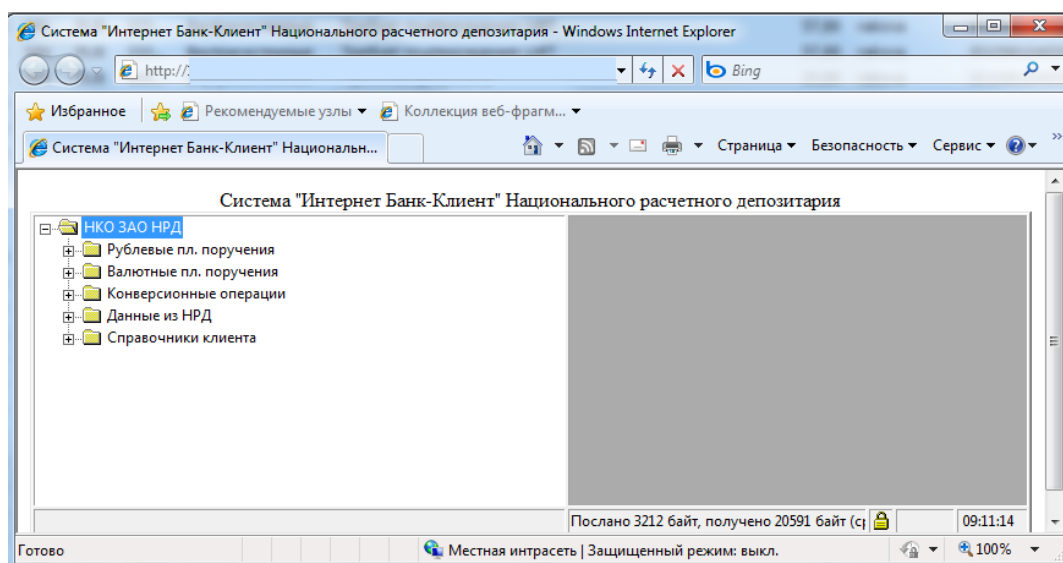 Система "Интернет Банк-Клиент" Национального расчетного депозитария - Windows Internet Explorer
http://
Bing
Избранное Рекомендуемые узлы Коллекция веб-фрагм...
Система "Интернет Банк-Клиент" Национальн... Страница Безопасность Сервис
Система "Интернет Банк-Клиент" Национального расчетного депозитария
НКО ЗАО НРД
Рублевые пл. поручения
Валютные пл. поручения
Конверсионные операции
Данные из НРД
Справочники клиента
Послано 3212 байт, получено 20591 байт (ср 09:11:14
Готово Местная интрасеть | Защищенный режим: выкл. 100%